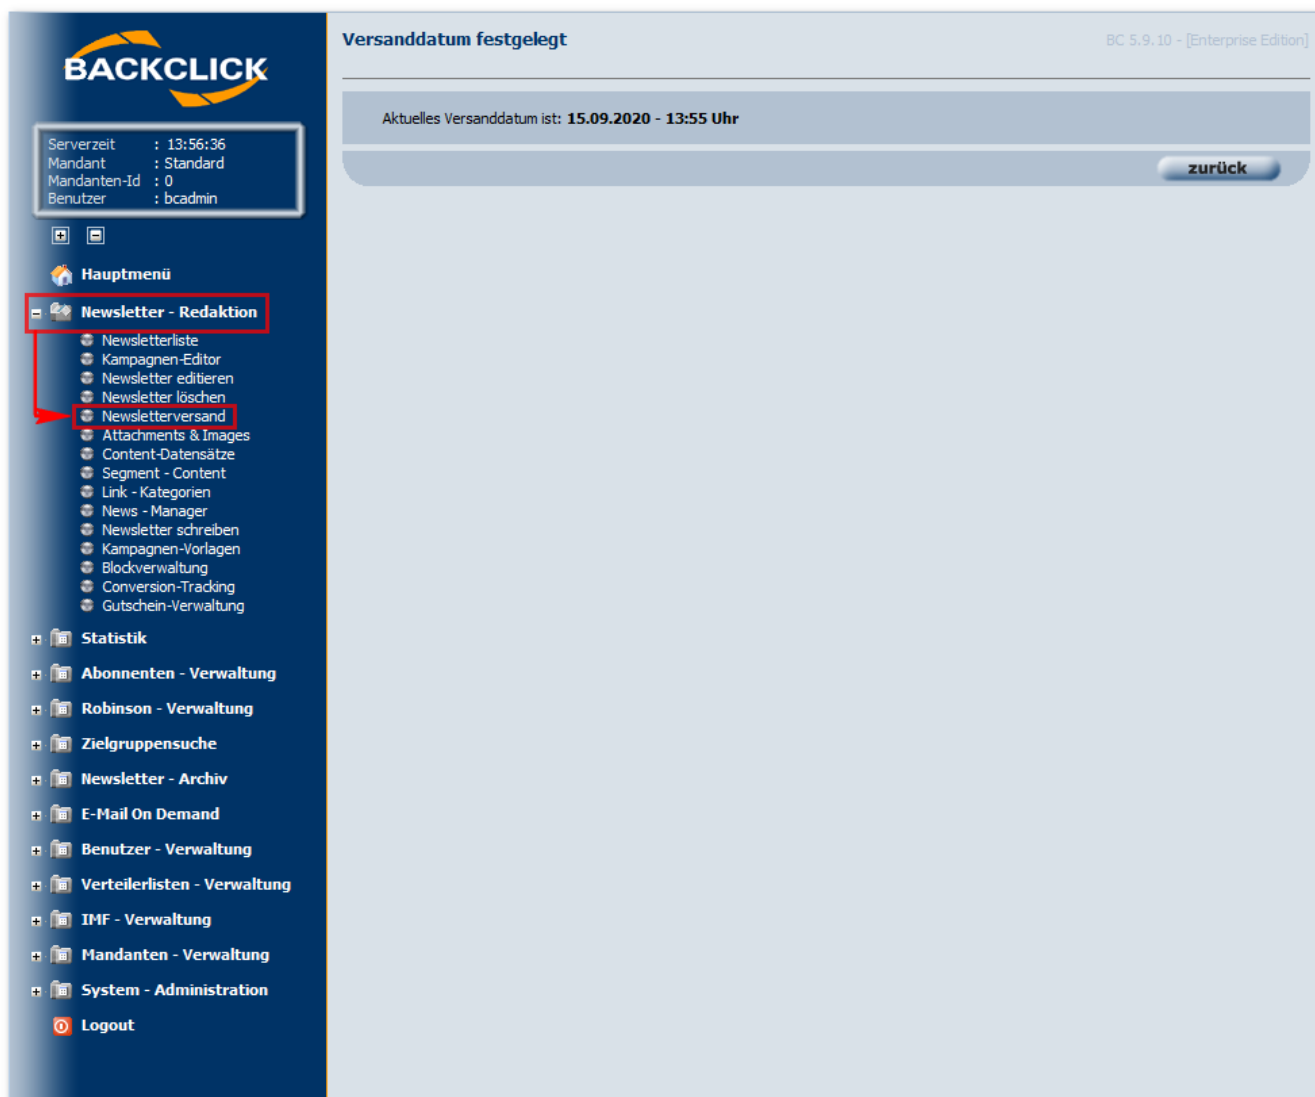 BACKCLICK
Serverzeit : 13:56:36
Mandant : Standard
Mandanten-Id : 0
Benutzer : bcadmin
Hauptmenü
Newsletter - Redaktion
Newsletterliste
Kampagnen-Editor
Newsletter editieren
Newsletter löschen
Newsletterversand
Attachments & Images
Content-Datensätze
Segment - Content
Link - Kategorien
News - Manager
Newsletter schreiben
Kampagnen-Vorlagen
Blockverwaltung
Conversion-Tracking
Gutschein-Verwaltung
Statistik
Abonnenten - Verwaltung
Robinson - Verwaltung
Zielgruppensuche
Newsletter - Archiv
E-Mail On Demand
Benutzer - Verwaltung
Verteilerlisten - Verwaltung
IMF - Verwaltung
Mandanten - Verwaltung
System - Administration
Logout
Versanddatum festgelegt
BC 5.9.10 - [Enterprise Edition]
Aktuelles Versanddatum ist: 15.09.2020 - 13:55 Uhr
zurück